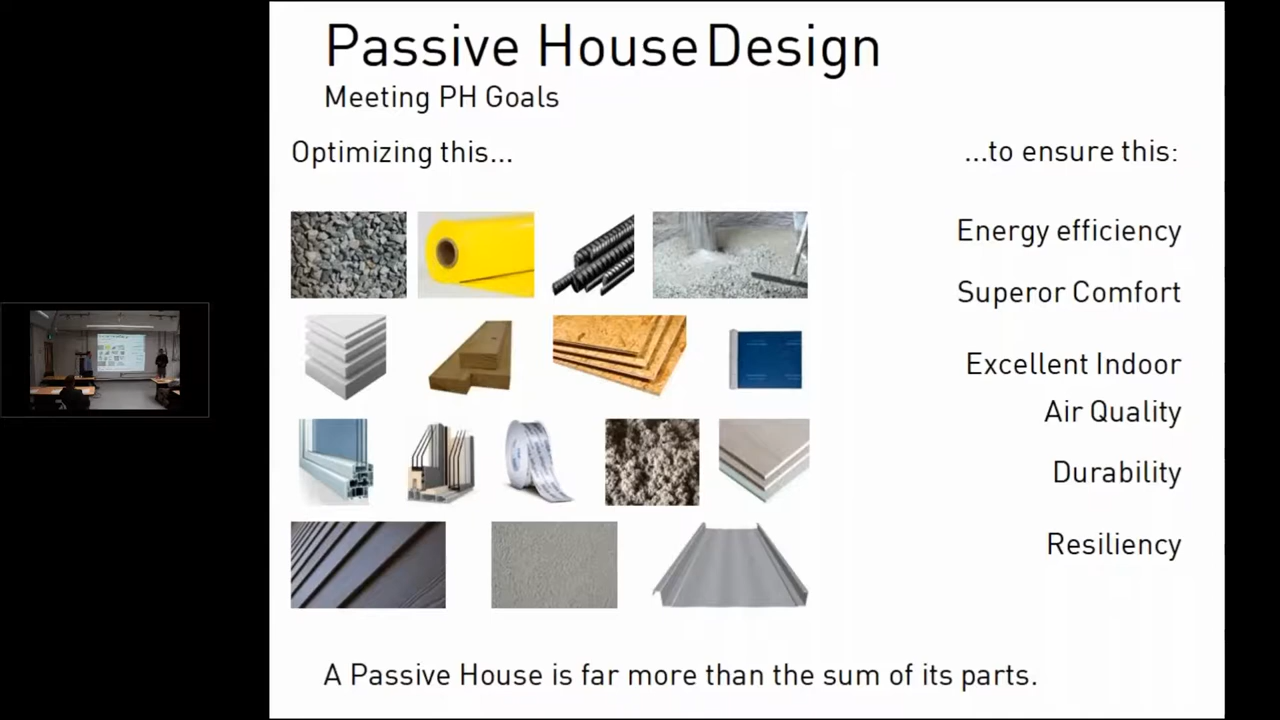 Passive House Design
Meeting PH Goals
Optimizing this...
...to ensure this:
Energy efficiency
Superor Comfort
Excellent Indoor
Air Quality
Durability
Resiliency
A Passive House is far more than the sum of its parts.